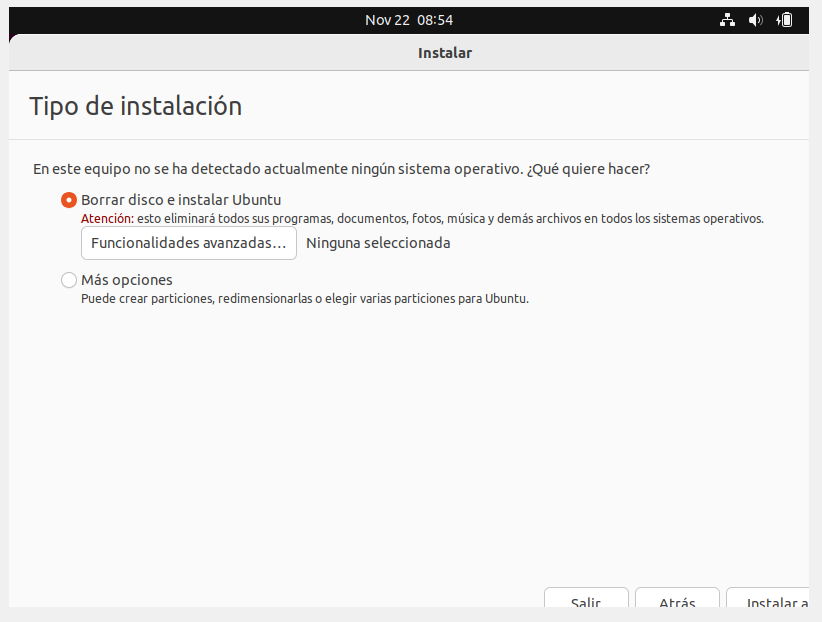 Nov 22 08:54
Instalar
Tipo de instalación
En este equipo no se ha detectado actualmente ningún sistema operativo. ¿Qué quiere hacer?
Borrar disco e instalar Ubuntu
Atención: esto eliminará todos sus programas, documentos, fotos, música y demás archivos en todos los sistemas operativos.
Funcionalidades avanzadas... Ninguna seleccionada
Más opciones
Puede crear particiones, redimensionarlas o elegir varias particiones para Ubuntu.
Salir Atrás Instalar a